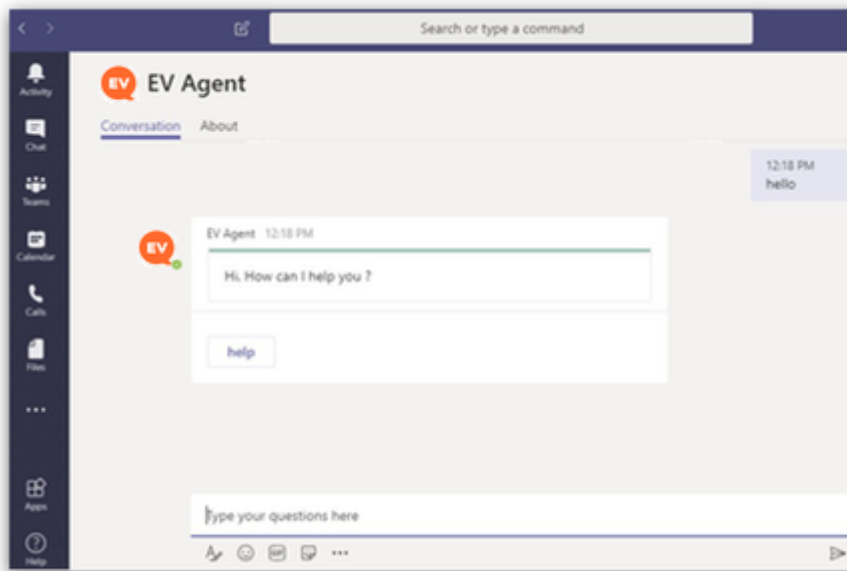 Search or type a command
Activity
Chat
Teams
Calendar
Calls
Files
Apps
Help
EV EV Agent
Conversation About
12:18 PM
hello
EV
EV Agent 12:18 PM
Hi. How can I help you ?
help
Type your questions here
GIF